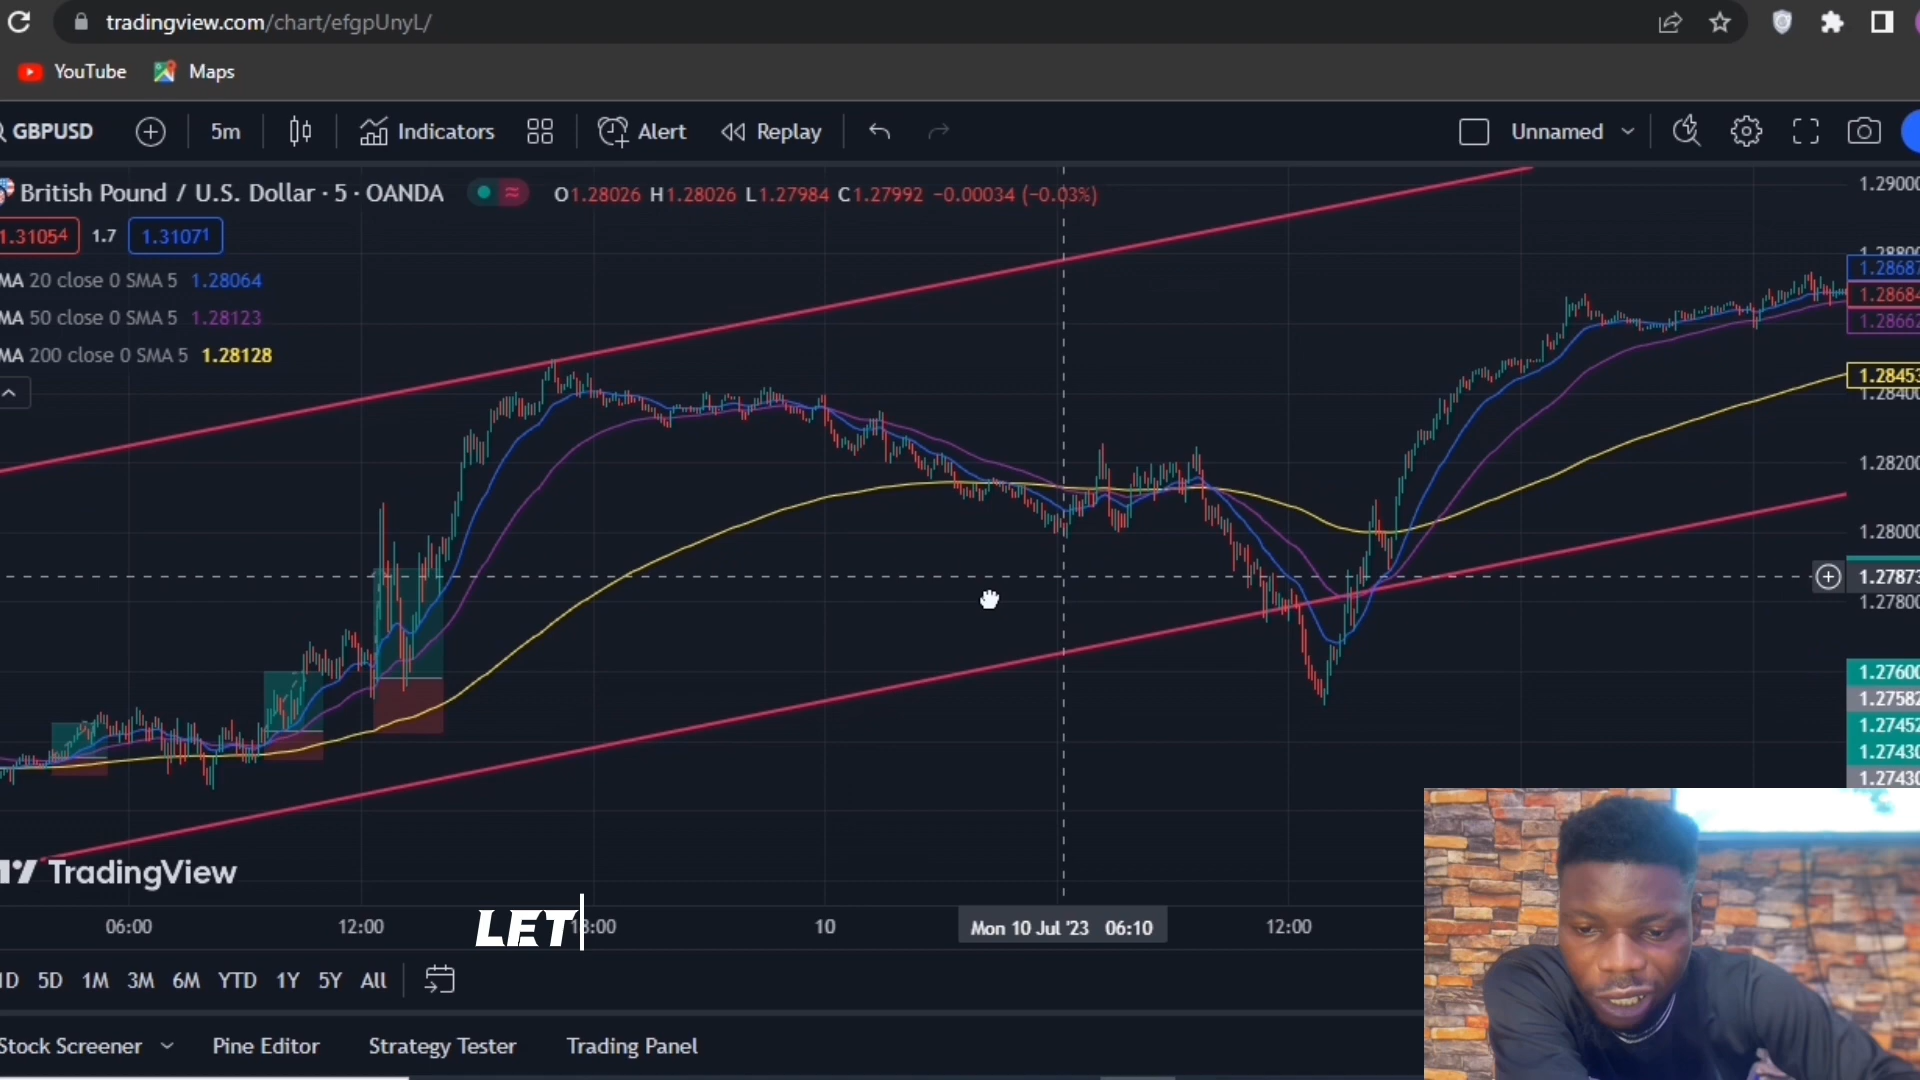 tradingview.com/chart/efgpUnyL/
YouTube Maps
GBPUSD 5m Indicators Alert Replay Unnamed
British Pound / U.S. Dollar · 5 · OANDA O1.28026 H1.28026 L1.27984 C1.27992 −0.00034 (−0.03%)
1.31054 1.7 1.31071
MA 20 close 0 SMA 5 1.28064
MA 50 close 0 SMA 5 1.28123
MA 200 close 0 SMA 5 1.28128
1.29000
1.28687
1.28684
1.28662
1.28453
1.28400
1.28200
1.28000
1.27873
1.27800
1.27600
1.27582
1.27452
1.27430
1.27430
TradingView
LET
06:00 12:00 18:00 10 Mon 10 Jul '23 06:10 12:00
1D 5D 1M 3M 6M YTD 1Y 5Y All
Stock Screener Pine Editor Strategy Tester Trading Panel